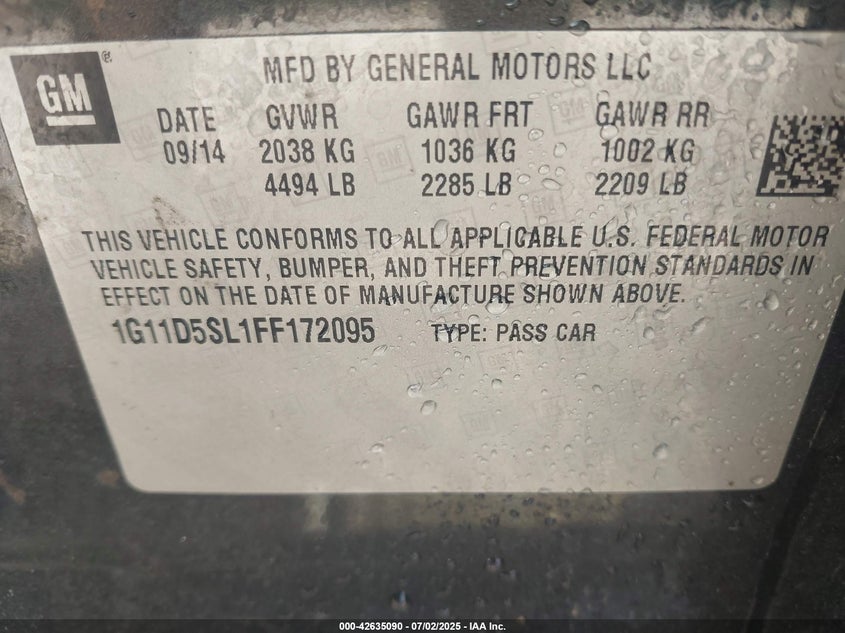 GM
MFD BY GENERAL MOTORS LLC
DATE GVWR GAWR FRT GAWR RR
09/14 2038 KG 1036 KG 1002 KG
4494 LB 2285 LB 2209 LB
THIS VEHICLE CONFORMS TO ALL APPLICABLE U.S. FEDERAL MOTOR
VEHICLE SAFETY, BUMPER, AND THEFT PREVENTION STANDARDS IN
EFFECT ON THE DATE OF MANUFACTURE SHOWN ABOVE.
1G11D5SL1FF172095 TYPE: PASS CAR
000-42635090 - 07/02/2025 - IAA Inc.